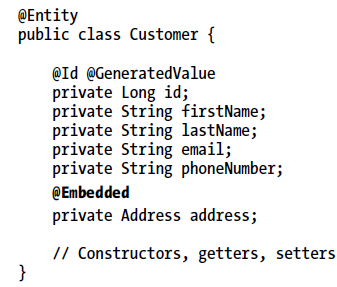 @Entity
public class Customer {
@Id @GeneratedValue
private Long id;
private String firstName;
private String lastName;
private String email;
private String phoneNumber;
@Embedded
private Address address;
// Constructors, getters, setters
}